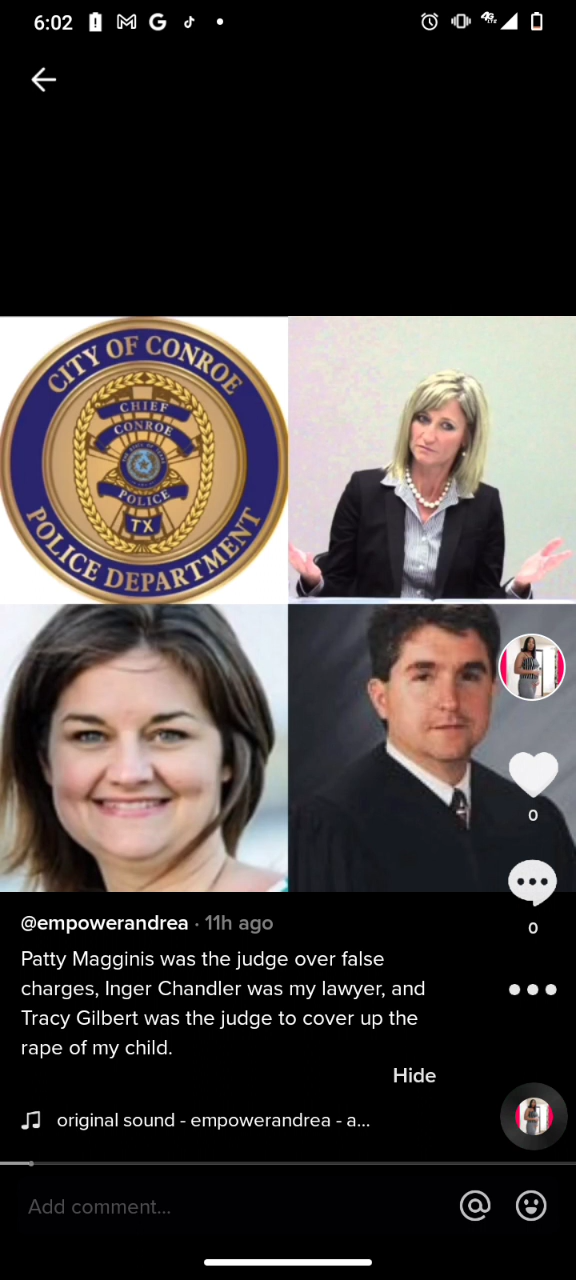 6:02
CITY OF CONROE
CHIEF
CONROE
POLICE
TX
POLICE DEPARTMENT
0
0
@empowerandrea · 11h ago
Patty Magginis was the judge over false
charges, Inger Chandler was my lawyer, and
Tracy Gilbert was the judge to cover up the
rape of my child.
Hide
original sound - empowerandrea - a...
Add comment...